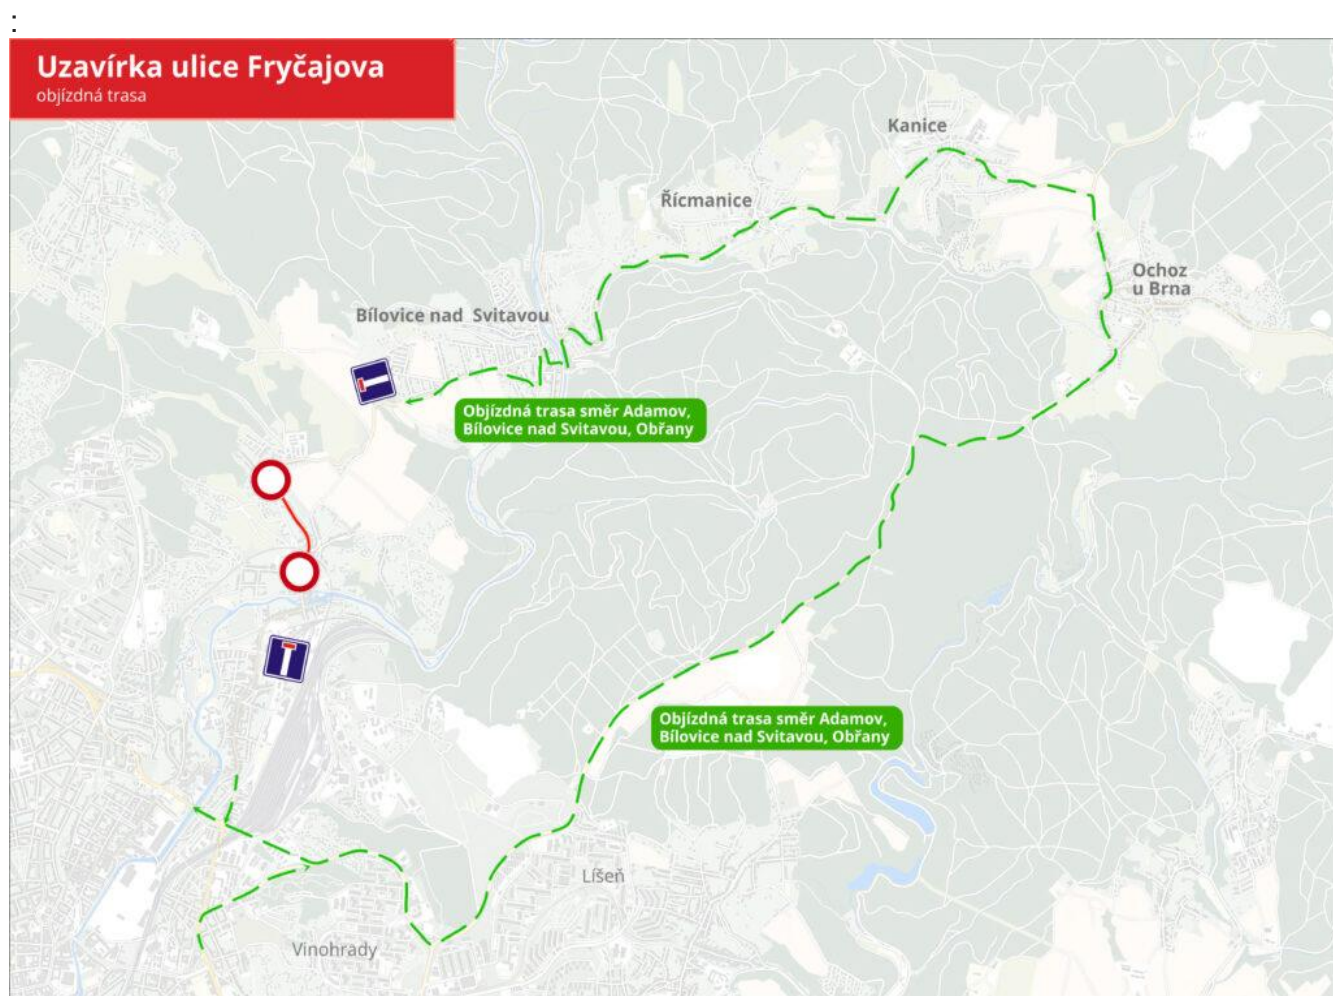 :
Uzavírka ulice Fryčajova
objízdná trasa
Kanice
Řícmanice
Ochoz
u Brna
Bílovice nad Svitavou
Objízdná trasa směr Adamov,
Bílovice nad Svitavou, Obřany
Objízdná trasa směr Adamov,
Bílovice nad Svitavou, Obřany
Líšeň
Vinohrady